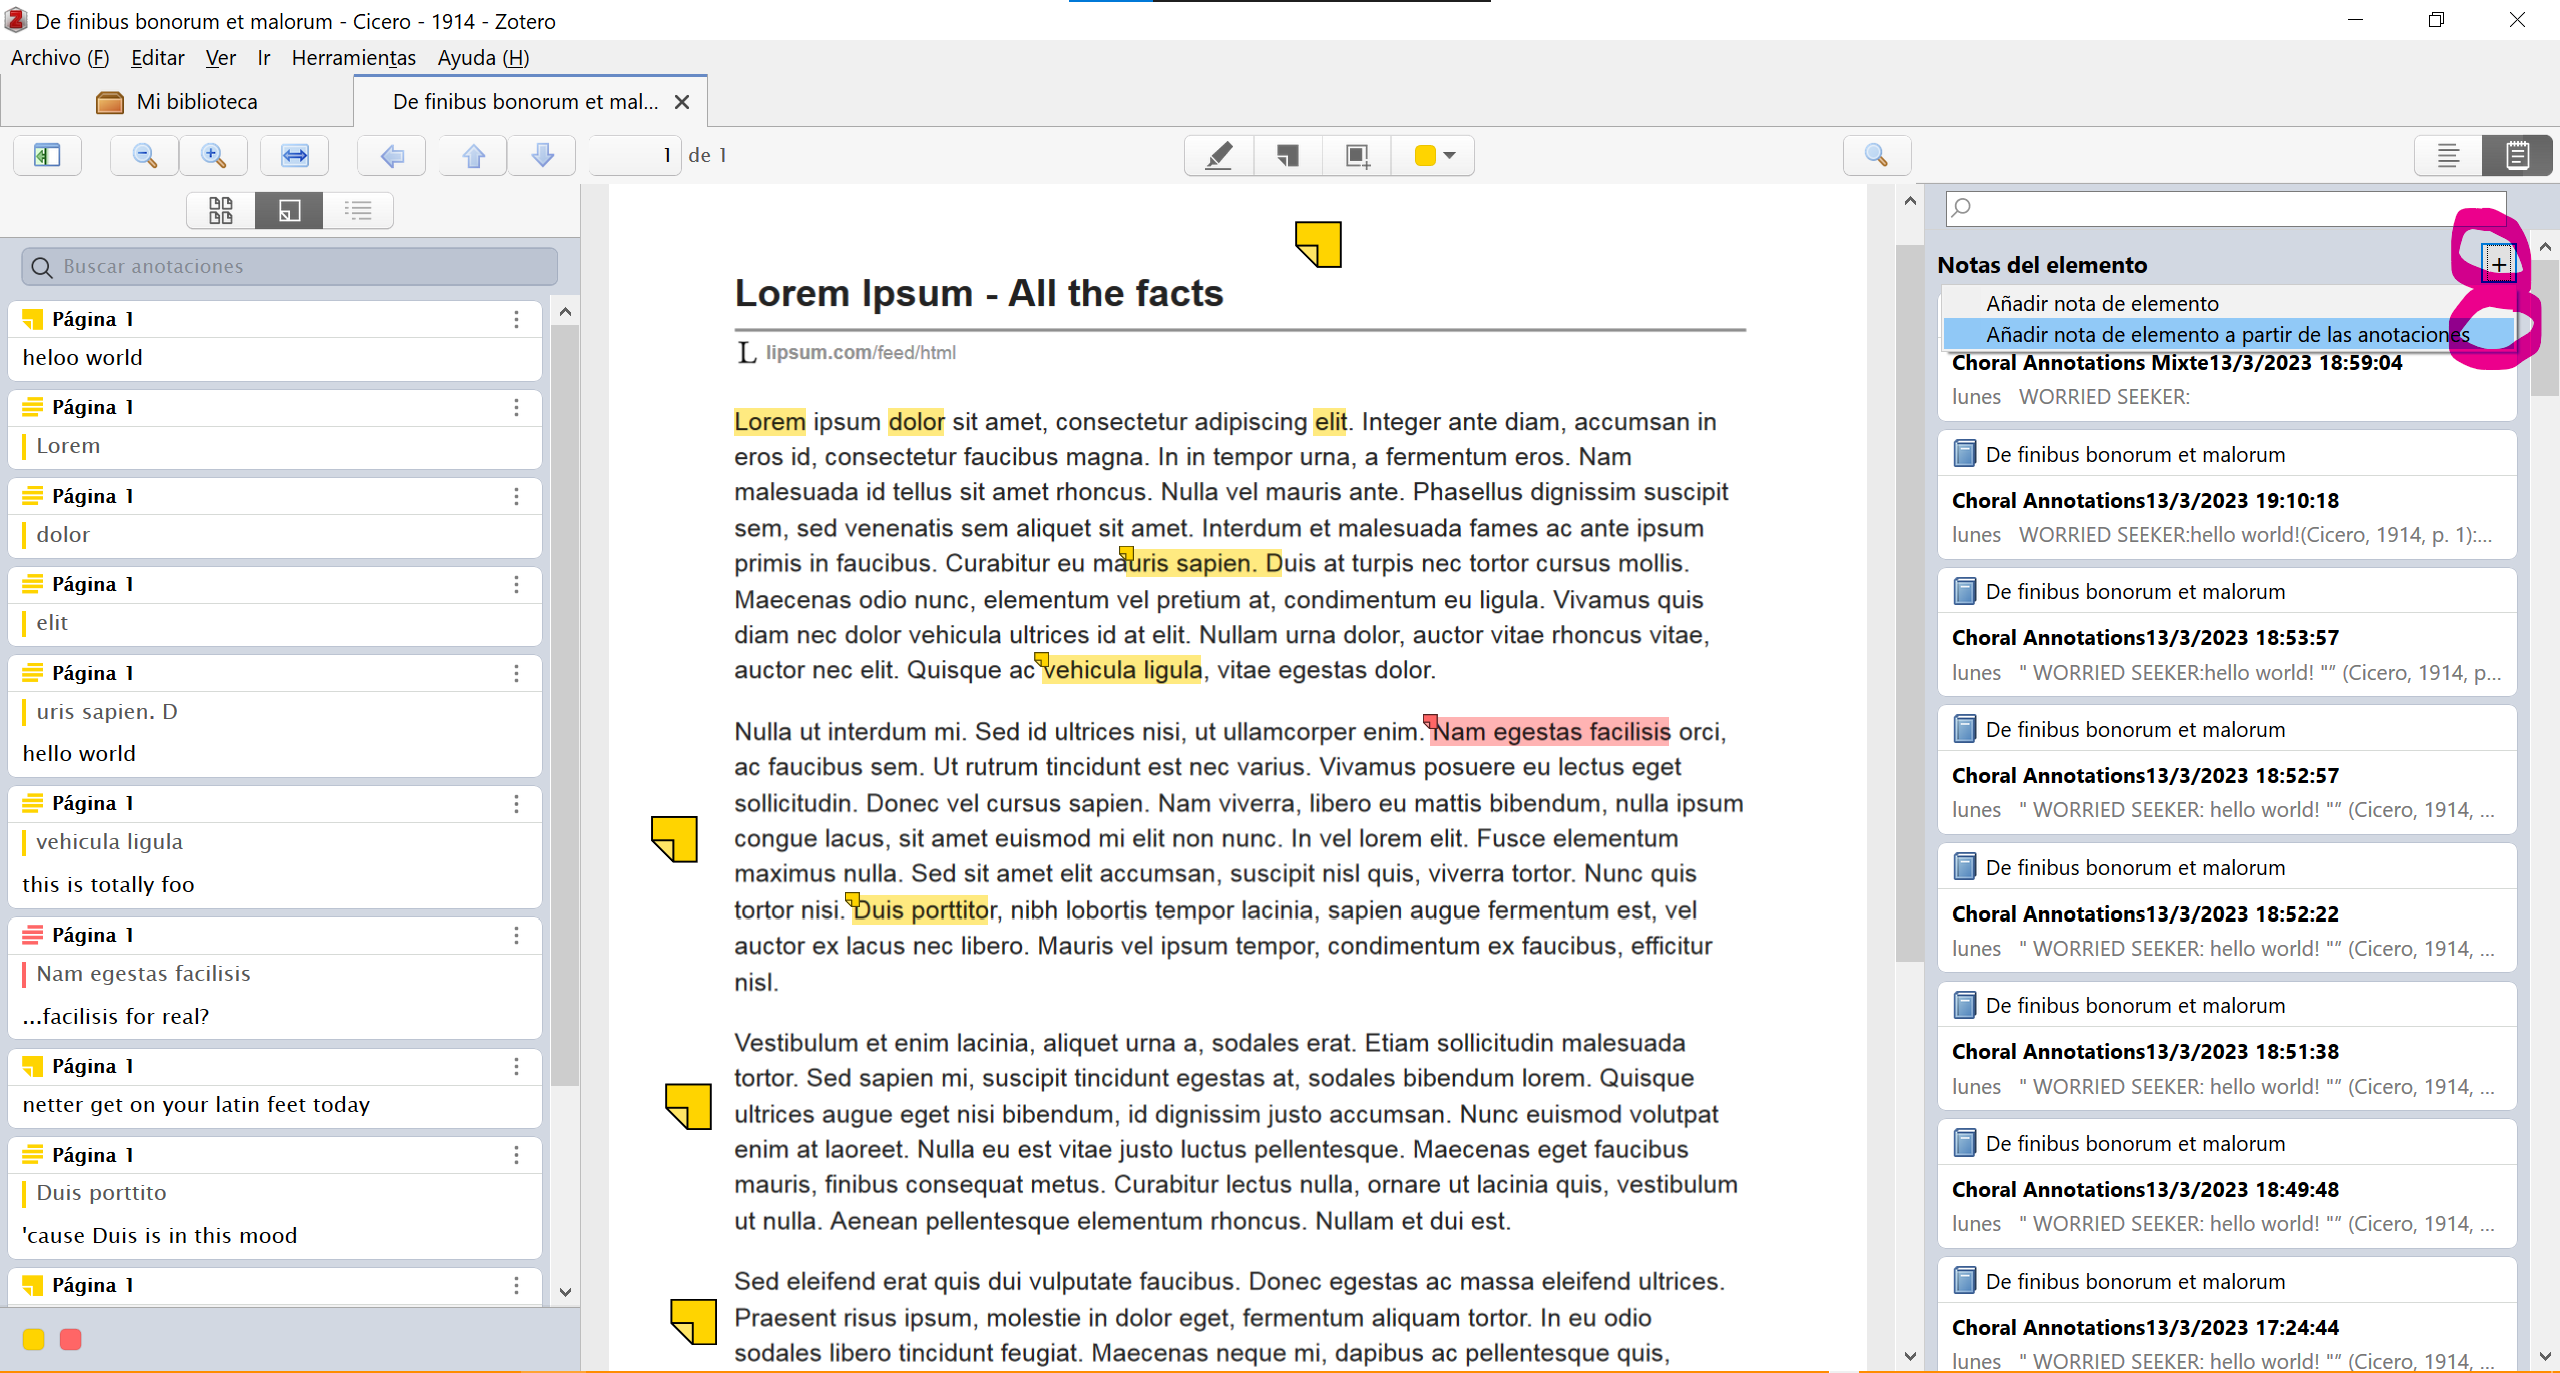 De finibus bonorum et malorum - Cicero - 1914 - Zotero
Archivo (F) Editar Ver Ir Herramientas Ayuda (H)
Mi biblioteca
De finibus bonorum et mal...
1 de 1
Buscar anotaciones
Página 1
heloo world
Página 1
Lorem
Página 1
dolor
Página 1
elit
Página 1
uris sapien. D
hello world
Página 1
vehicula ligula
this is totally foo
Página 1
Nam egestas facilisis
...facilisis for real?
Página 1
netter get on your latin feet today
Página 1
Duis porttito
'cause Duis is in this mood
Página 1
Lorem Ipsum - All the facts
L lipsum.com/feed/html
Lorem ipsum dolor sit amet, consectetur adipiscing elit. Integer ante diam, accumsan in
eros id, consectetur faucibus magna. In in tempor urna, a fermentum eros. Nam
malesuada id tellus sit amet rhoncus. Nulla vel mauris ante. Phasellus dignissim suscipit
sem, sed venenatis sem aliquet sit amet. Interdum et malesuada fames ac ante ipsum
primis in faucibus. Curabitur eu mauris sapien. Duis at turpis nec tortor cursus mollis.
Maecenas odio nunc, elementum vel pretium at, condimentum eu ligula. Vivamus quis
diam nec dolor vehicula ultrices id at elit. Nullam urna dolor, auctor vitae rhoncus vitae,
auctor nec elit. Quisque ac vehicula ligula, vitae egestas dolor.
Nulla ut interdum mi. Sed id ultrices nisi, ut ullamcorper enim. Nam egestas facilisis orci,
ac faucibus sem. Ut rutrum tincidunt est nec varius. Vivamus posuere eu lectus eget
sollicitudin. Donec vel cursus sapien. Nam viverra, libero eu mattis bibendum, nulla ipsum
congue lacus, sit amet euismod mi elit non nunc. In vel lorem elit. Fusce elementum
maximus nulla. Sed sit amet elit accumsan, suscipit nisl quis, viverra tortor. Nunc quis
tortor nisi. Duis porttitor, nibh lobortis tempor lacinia, sapien augue fermentum est, vel
auctor ex lacus nec libero. Mauris vel ipsum tempor, condimentum ex faucibus, efficitur
nisl.
Vestibulum et enim lacinia, aliquet urna a, sodales erat. Etiam sollicitudin malesuada
tortor. Sed sapien mi, suscipit tincidunt egestas at, sodales bibendum lorem. Quisque
ultrices augue eget nisi bibendum, id dignissim justo accumsan. Nunc euismod volutpat
enim at laoreet. Nulla eu est vitae justo luctus pellentesque. Maecenas eget faucibus
mauris, finibus consequat metus. Curabitur lectus nulla, ornare ut lacinia quis, vestibulum
ut nulla. Aenean pellentesque elementum rhoncus. Nullam et dui est.
Sed eleifend erat quis dui vulputate faucibus. Donec egestas ac massa eleifend ultrices.
Praesent risus ipsum, molestie in dolor eget, fermentum aliquam tortor. In eu odio
sodales libero tincidunt feugiat. Maecenas neque mi, dapibus ac pellentesque quis,
Notas del elemento +
Añadir nota de elemento
Añadir nota de elemento a partir de las anotaciones
Choral Annotations Mixte13/3/2023 18:59:04
lunes WORRIED SEEKER:
De finibus bonorum et malorum
Choral Annotations13/3/2023 19:10:18
lunes WORRIED SEEKER:hello world!(Cicero, 1914, p. 1):...
De finibus bonorum et malorum
Choral Annotations13/3/2023 18:53:57
lunes " WORRIED SEEKER:hello world! "” (Cicero, 1914, p...
De finibus bonorum et malorum
Choral Annotations13/3/2023 18:52:57
lunes " WORRIED SEEKER: hello world! "” (Cicero, 1914, ...
De finibus bonorum et malorum
Choral Annotations13/3/2023 18:52:22
lunes " WORRIED SEEKER: hello world! "” (Cicero, 1914, ...
De finibus bonorum et malorum
Choral Annotations13/3/2023 18:51:38
lunes " WORRIED SEEKER: hello world! "” (Cicero, 1914, ...
De finibus bonorum et malorum
Choral Annotations13/3/2023 18:49:48
lunes " WORRIED SEEKER: hello world! "” (Cicero, 1914, ...
De finibus bonorum et malorum
Choral Annotations13/3/2023 17:24:44
lunes " WORRIED SEEKER: hello world! "” (Cicero, 1914, ...